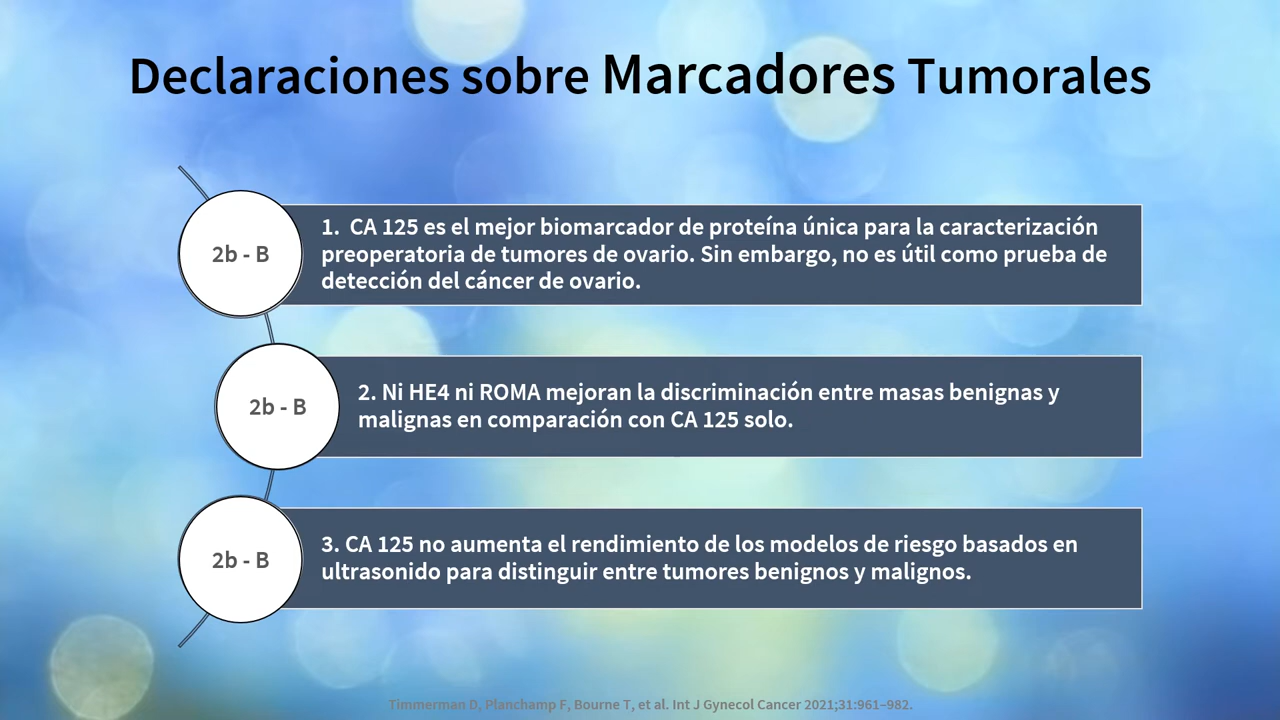 Declaraciones sobre Marcadores Tumorales
2b - B
1. CA 125 es el mejor biomarcador de proteína única para la caracterización
preoperatoria de tumores de ovario. Sin embargo, no es útil como prueba de
detección del cáncer de ovario.
2b - B
2. Ni HE4 ni ROMA mejoran la discriminación entre masas benignas y
malignas en comparación con CA 125 solo.
2b - B
3. CA 125 no aumenta el rendimiento de los modelos de riesgo basados en
ultrasonido para distinguir entre tumores benignos y malignos.
Timmerman D, Planchamp F, Bourne T, et al. Int J Gynecol Cancer 2021;31:961–982.